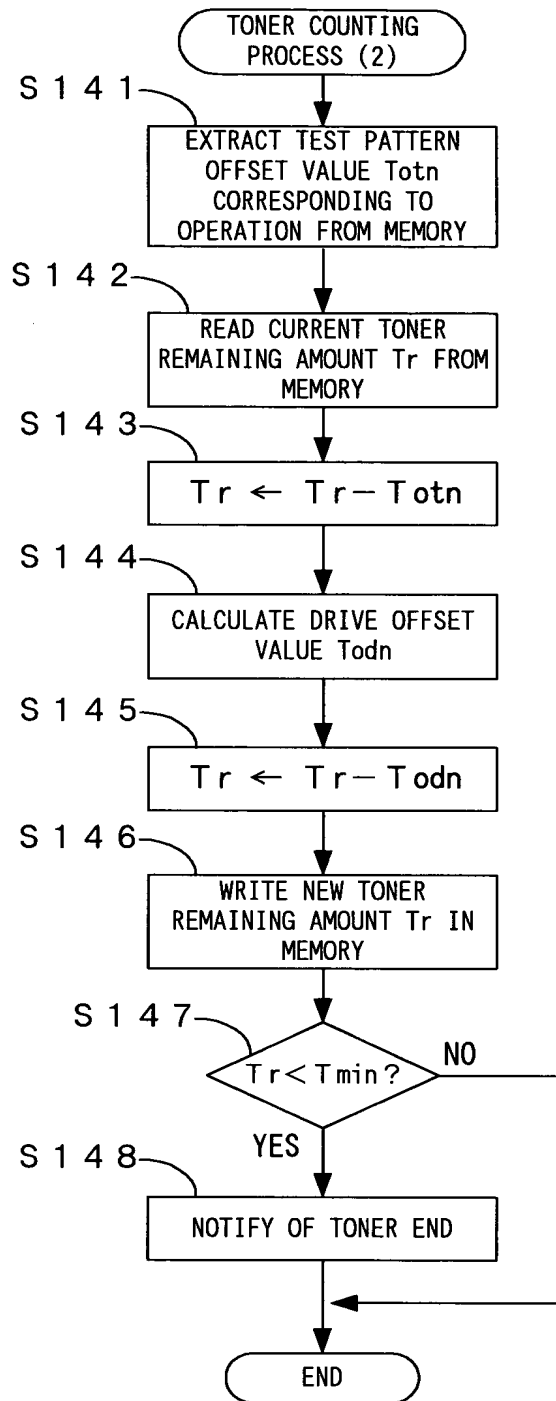 TONER COUNTING
PROCESS (2)
S141
EXTRACT TEST PATTERN
OFFSET VALUE Totn
CORRESPONDING TO
OPERATION FROM MEMORY
S142
READ CURRENT TONER
REMAINING AMOUNT Tr FROM
MEMORY
S143
Tr ← Tr－Totn
S144
CALCULATE DRIVE OFFSET
VALUE Todn
S145
Tr ← Tr－Todn
S146
WRITE NEW TONER
REMAINING AMOUNT Tr IN
MEMORY
S147
Tr＜Tmin?
NO
YES
S148
NOTIFY OF TONER END
END